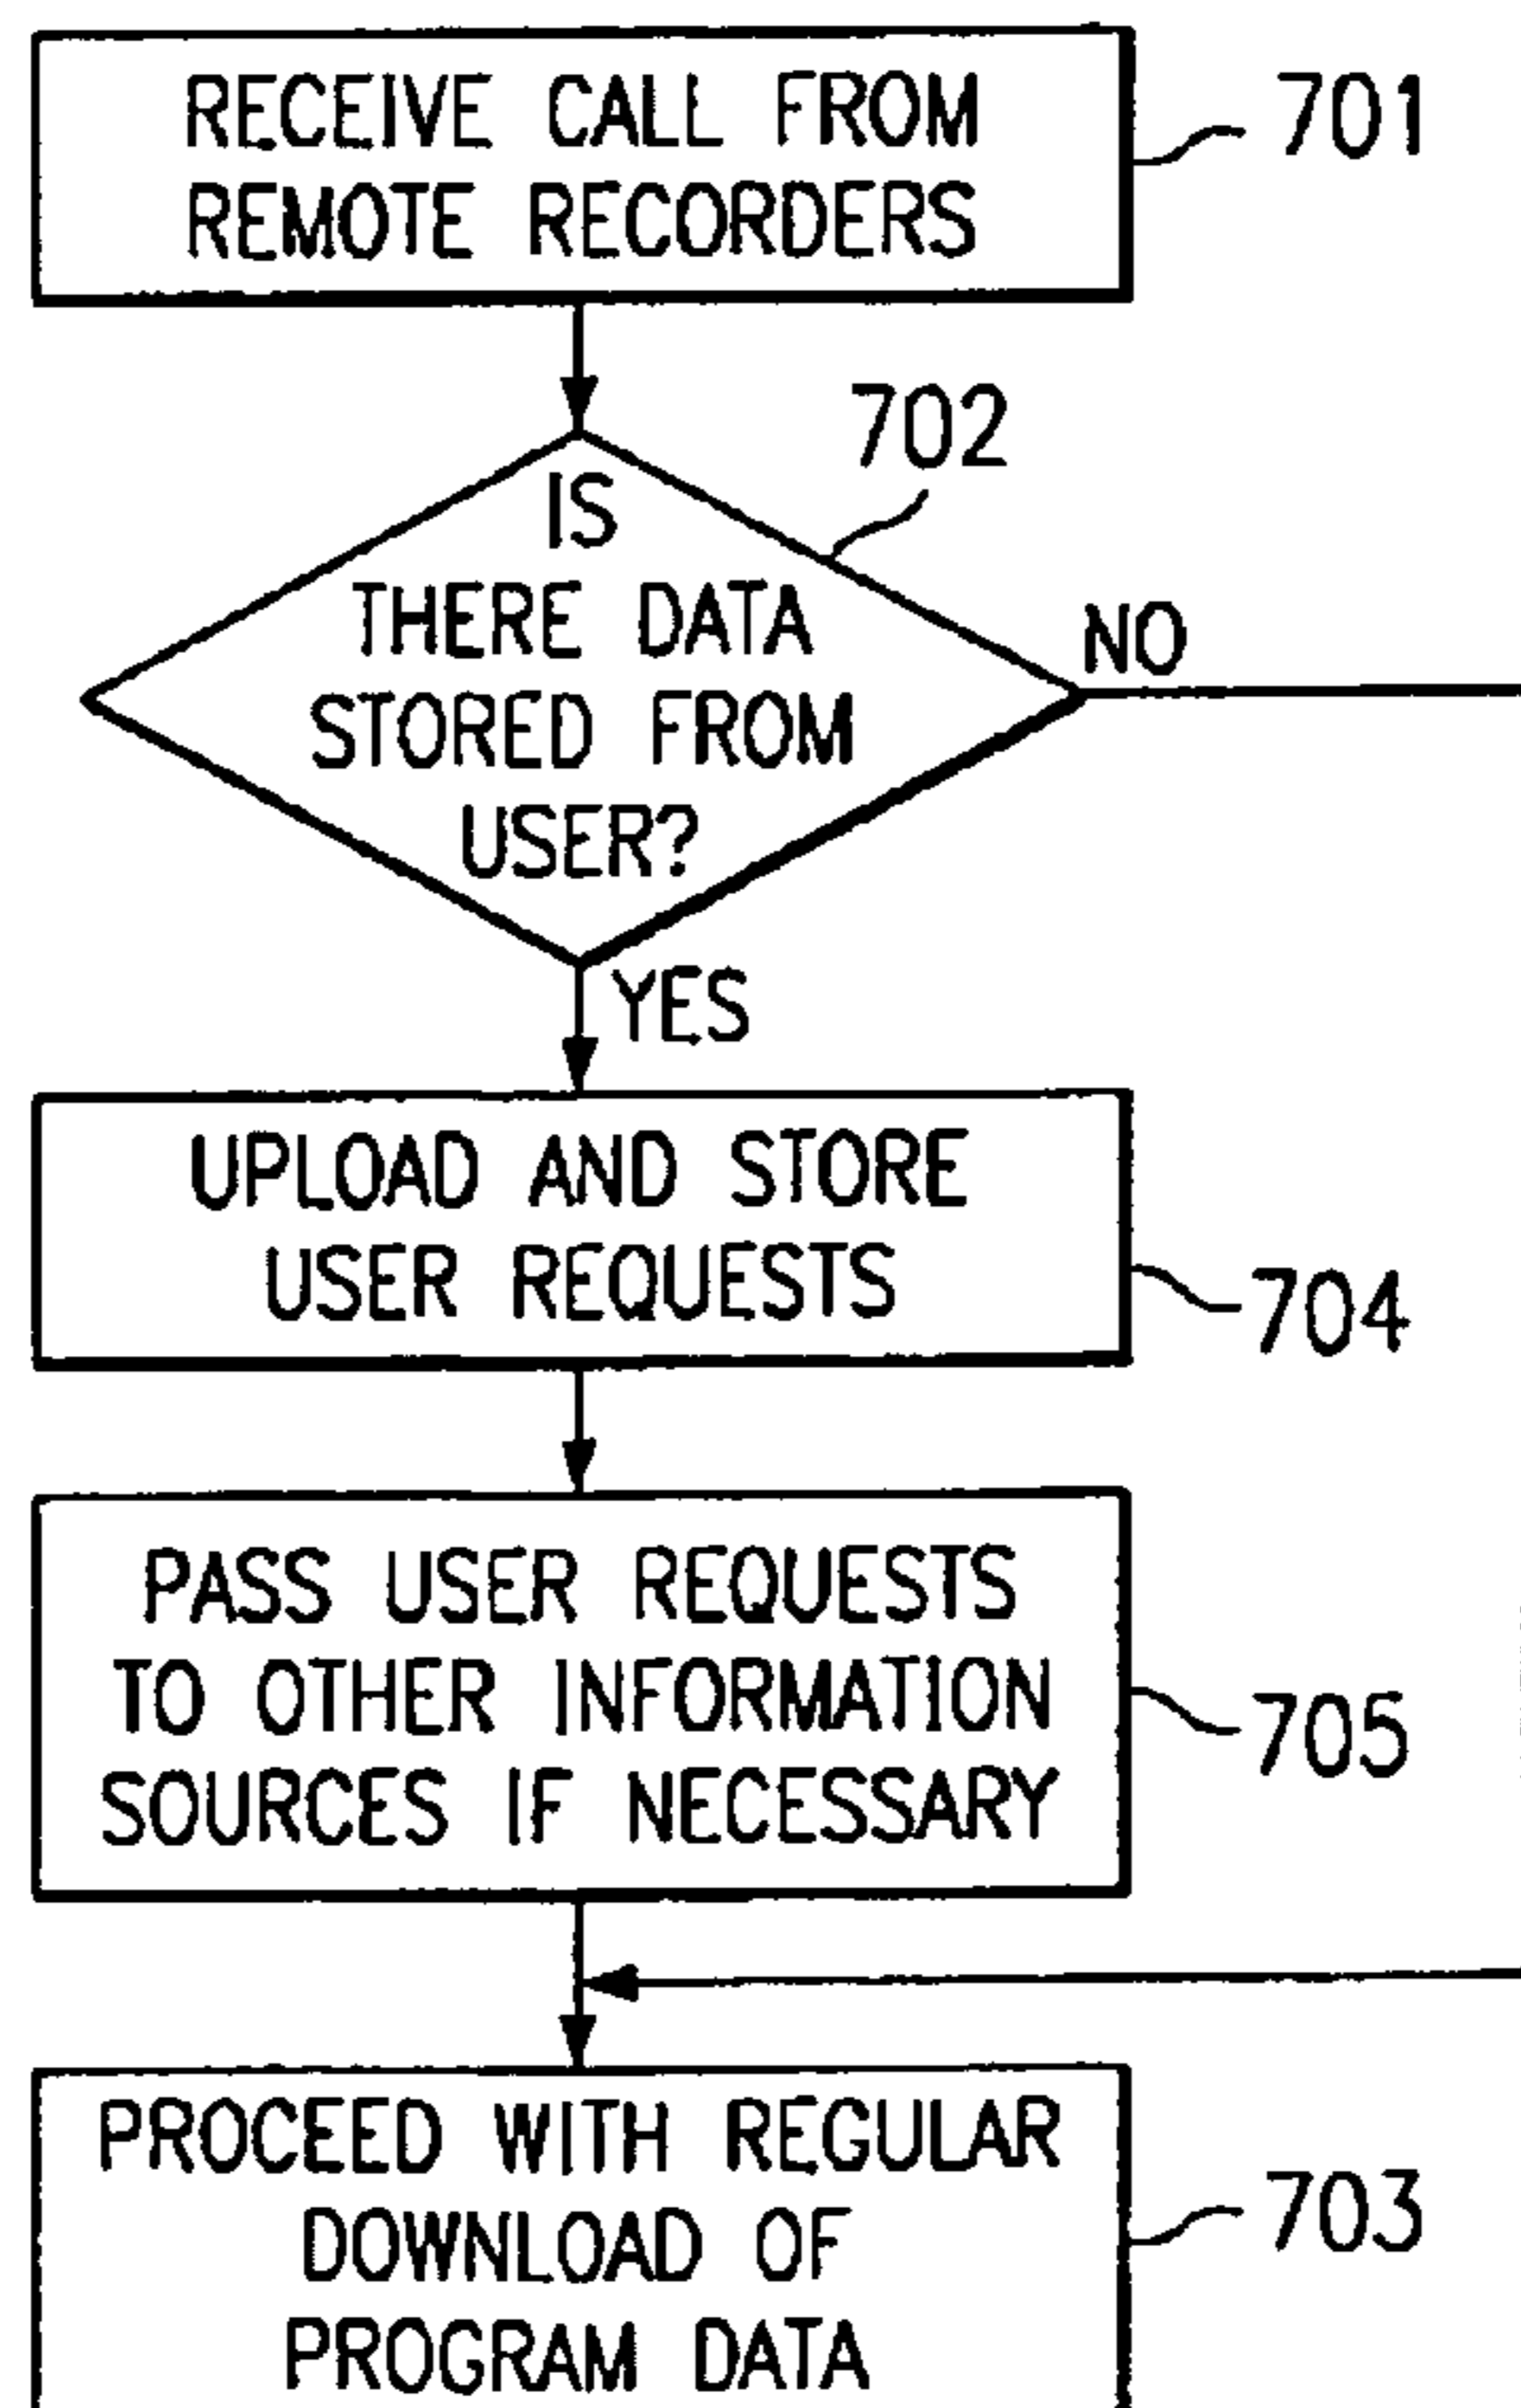 RECEIVE CALL FROM
REMOTE RECORDERS
701
702
IS
THERE DATA
STORED FROM
USER?
NO
YES
UPLOAD AND STORE
USER REQUESTS
704
PASS USER REQUESTS
TO OTHER INFORMATION
SOURCES IF NECESSARY
705
PROCEED WITH REGULAR
DOWNLOAD OF
PROGRAM DATA
703